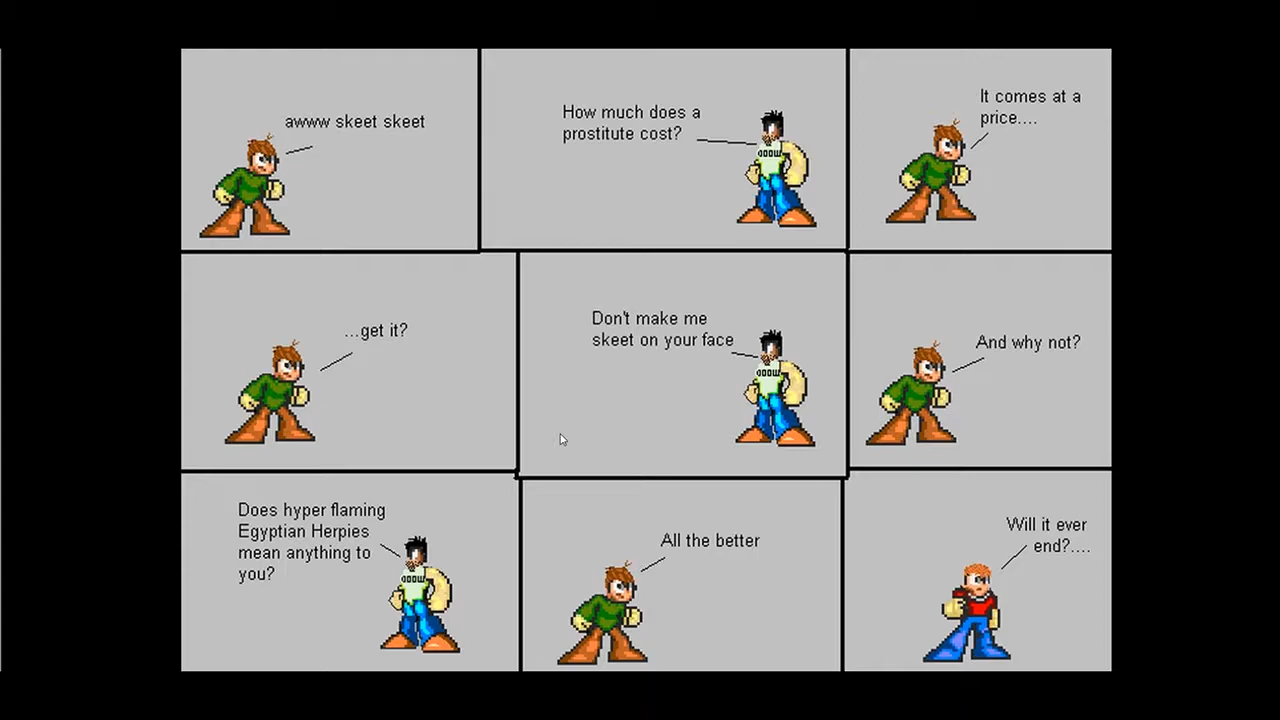 awww skeet skeet
How much does a
prostitute cost?
It comes at a
price....
...get it?
Don't make me
skeet on your face
And why not?
Does hyper flaming
Egyptian Herpies
mean anything to
you?
All the better
Will it ever
end?....